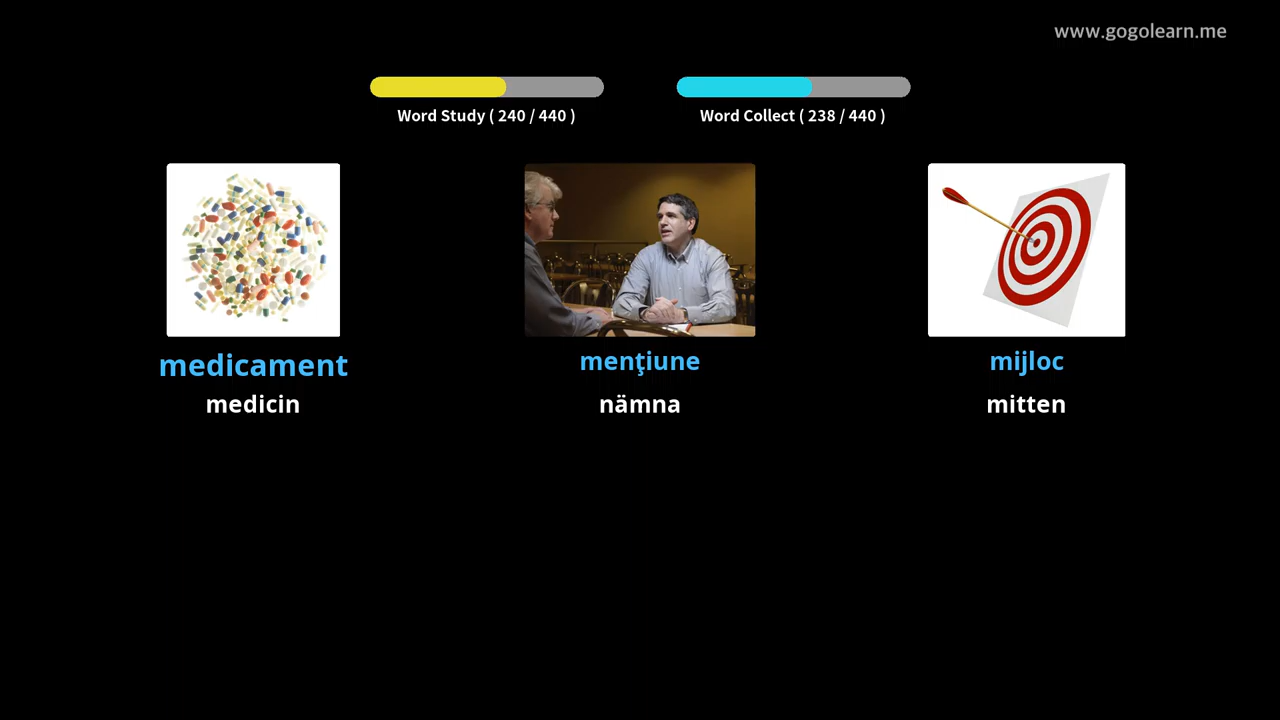 www.gogolearn.me
Word Study ( 240 / 440 )
Word Collect ( 238 / 440 )
medicament
menţiune
mijloc
medicin
nämna
mitten